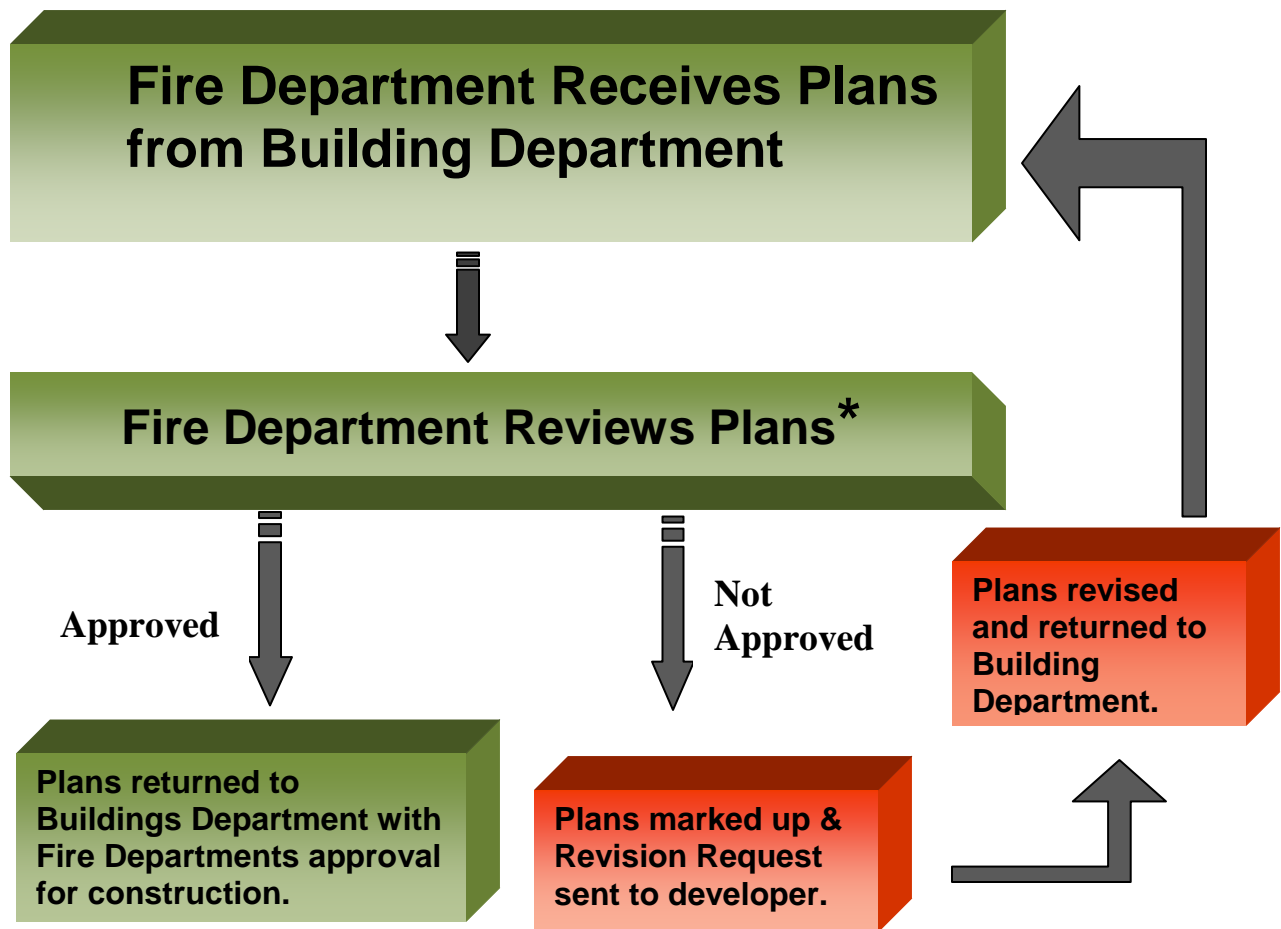 Fire Department Receives Plans
from Building Department
Fire Department Reviews Plans*
Approved
Not
Approved
Plans revised
and returned to
Building
Department.
Plans returned to
Buildings Department with
Fire Departments approval
for construction.
Plans marked up &
Revision Request
sent to developer.